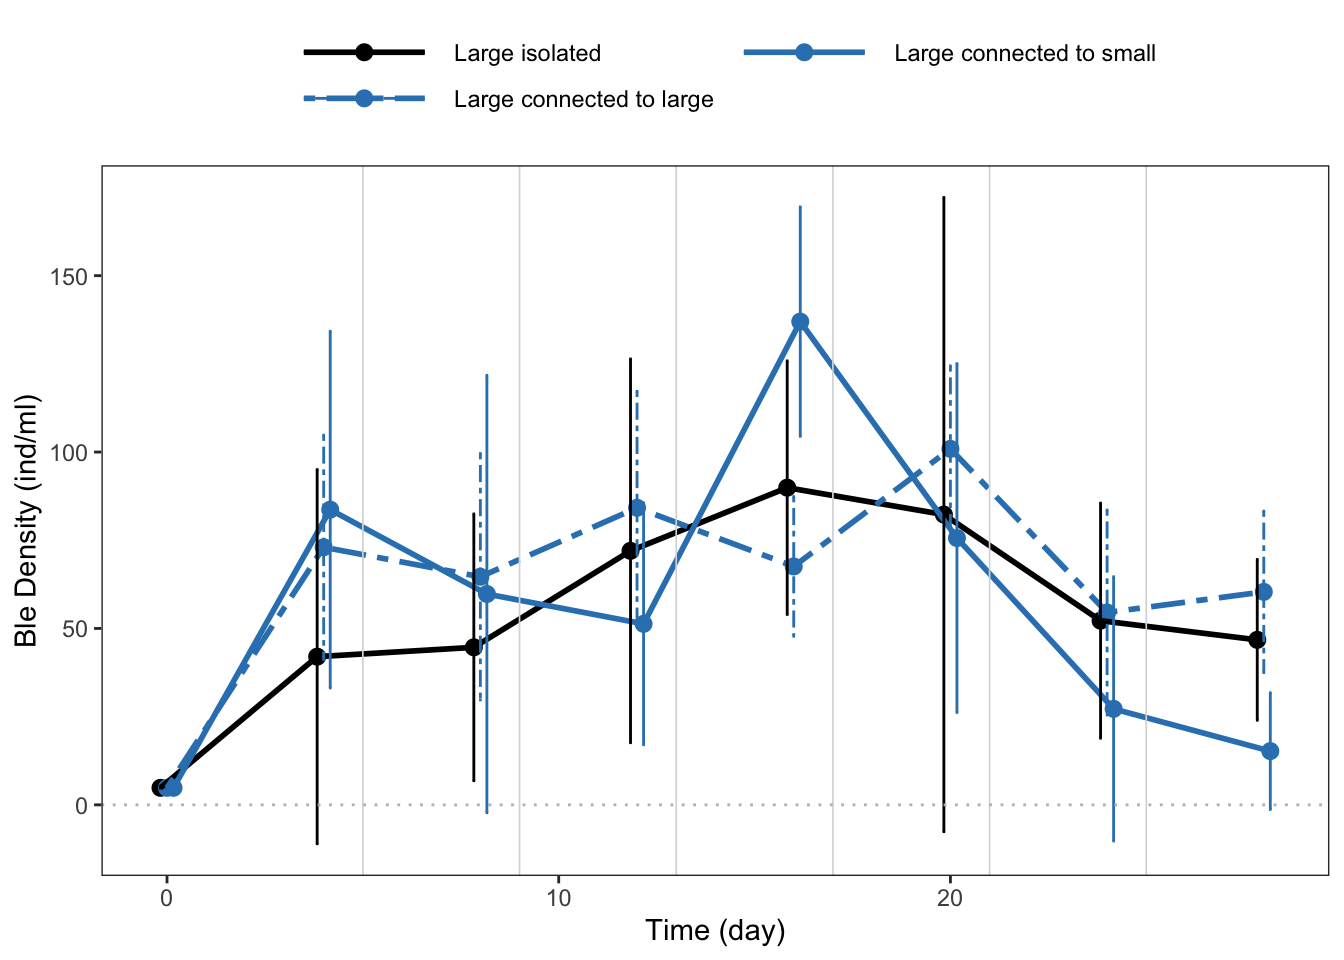 Large isolated
Large connected to small
Large connected to large
150
100
50
0
Ble Density (ind/ml)
0
10
20
Time (day)